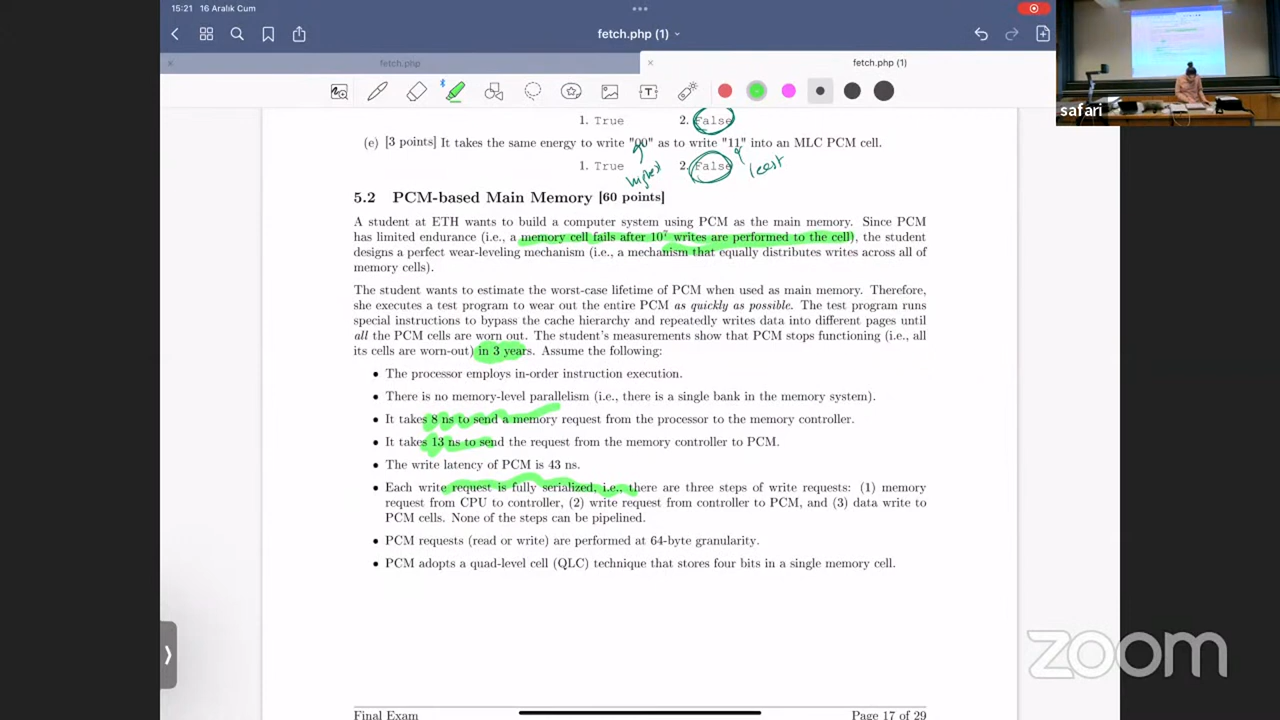 15:21 16 Aralık Cum
fetch.php (1)
fetch.php
fetch.php (1)
1. True 2. False
(e) [3 points] It takes the same energy to write "00" as to write "11" into an MLC PCM cell.
1. True 2. False
highest
least
5.2 PCM-based Main Memory [60 points]
A student at ETH wants to build a computer system using PCM as the main memory. Since PCM
has limited endurance (i.e., a memory cell fails after 10⁷ writes are performed to the cell), the student
designs a perfect wear-leveling mechanism (i.e., a mechanism that equally distributes writes across all of
memory cells).
The student wants to estimate the worst-case lifetime of PCM when used as main memory. Therefore,
she executes a test program to wear out the entire PCM as quickly as possible. The test program runs
special instructions to bypass the cache hierarchy and repeatedly writes data into different pages until
all the PCM cells are worn out. The student's measurements show that PCM stops functioning (i.e., all
its cells are worn-out) in 3 years. Assume the following:
• The processor employs in-order instruction execution.
• There is no memory-level parallelism (i.e., there is a single bank in the memory system).
• It takes 8 ns to send a memory request from the processor to the memory controller.
• It takes 13 ns to send the request from the memory controller to PCM.
• The write latency of PCM is 43 ns.
• Each write request is fully serialized, i.e., there are three steps of write requests: (1) memory
request from CPU to controller, (2) write request from controller to PCM, and (3) data write to
PCM cells. None of the steps can be pipelined.
• PCM requests (read or write) are performed at 64-byte granularity.
• PCM adopts a quad-level cell (QLC) technique that stores four bits in a single memory cell.
Final Exam Page 17 of 29
safari
zoom